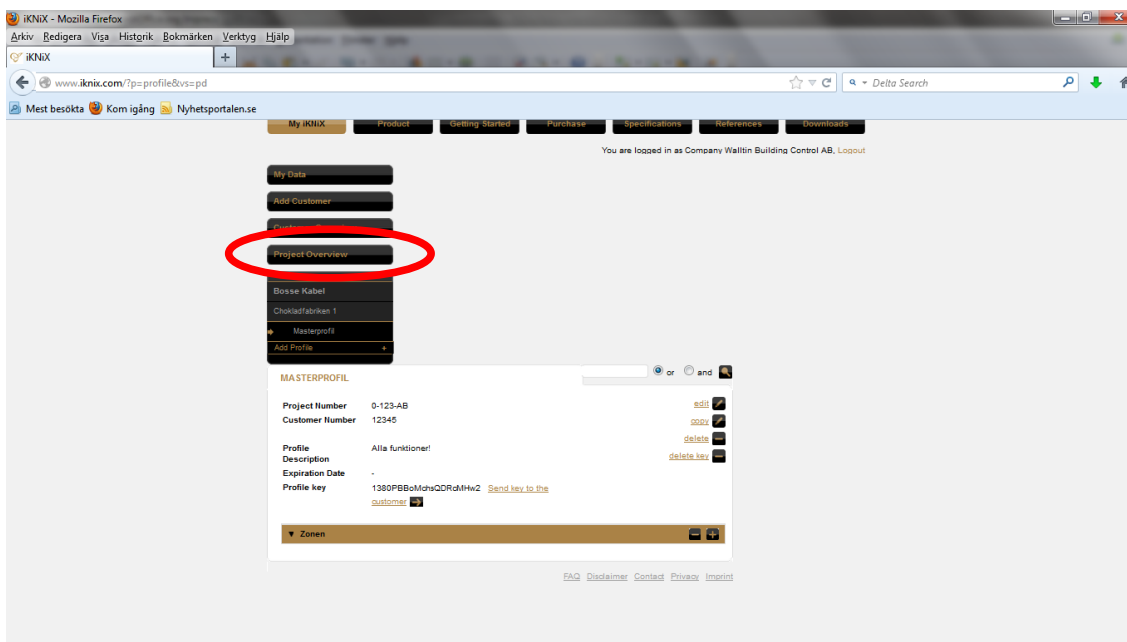 iKNiX - Mozilla Firefox
Arkiv Redigera Visa Historik Bokmärken Verktyg Hjälp
iKNiX +
www.iknix.com/?p=profile&vs=pd
Delta Search
Mest besökta Kom igång Nyhetsportalen.se
My iKNiX Product Getting Started Purchase Specifications References Downloads
You are logged in as Company Walltin Building Control AB, Logout
My Data
Add Customer
Project Overview
Bosse Kabel
Chokladfabriken 1
Masterprofil
Add Profile +
or and
MASTERPROFIL
Project Number 0-123-AB edit
Customer Number 12345 copy
delete
Profile Alla funktioner!
Description delete key
Expiration Date -
Profile key 1380PBBoMchsQDRoMHw2 Send key to the
customer
Zonen
FAQ Disclaimer Contact Privacy Imprint